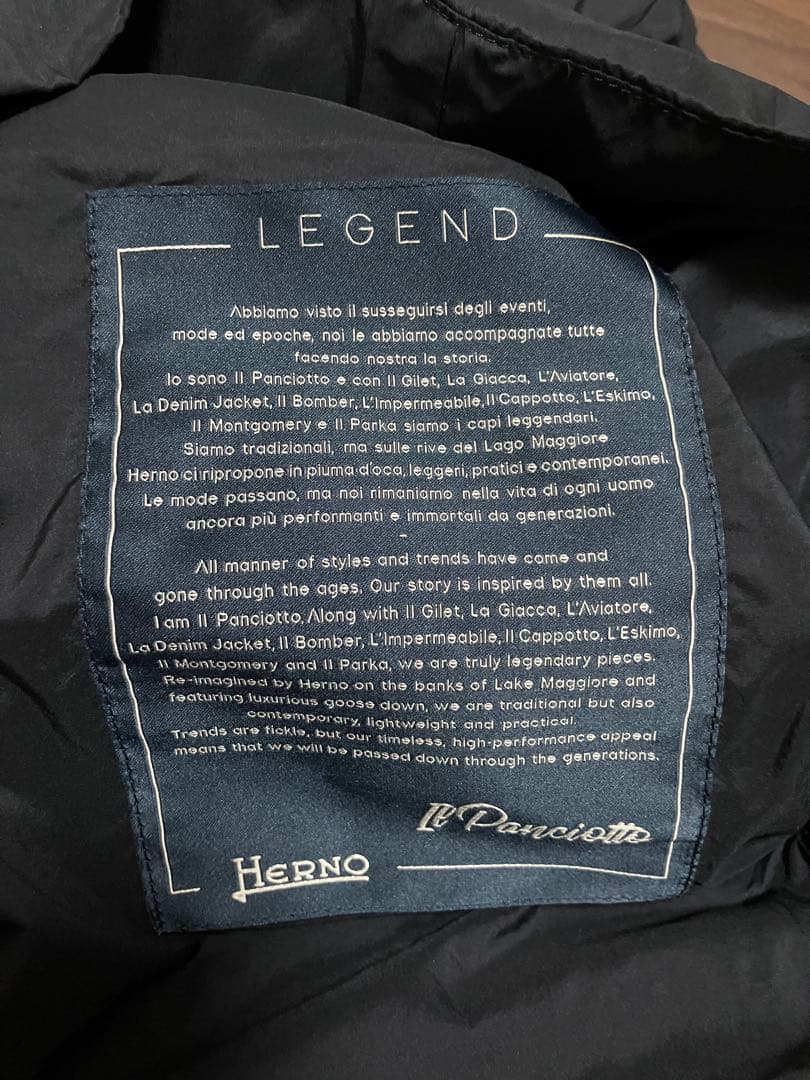 LEGEND
Abbiamo visto il susseguirsi degli eventi,
mode ed epoche, noi le abbiamo accompagnate tutte
facendo nostra la storia.
Io sono Il Panciotto e con Il Gilet, La Giacca, L'Aviatore,
La Denim Jacket, Il Bomber, L'Impermeabile, Il Cappotto, L'Eskimo,
Il Montgomery e Il Parka siamo i capi leggendari.
Siamo tradizionali, ma sulle rive del Lago Maggiore
Herno ci ripropone in piuma d'oca, leggeri, pratici e contemporanei.
Le mode passano, ma noi rimaniamo nella vita di ogni uomo
ancora più performanti e immortali da generazioni.
-
All manner of styles and trends have come and
gone through the ages. Our story is inspired by them all.
I am Il Panciotto. Along with Il Gilet, La Giacca, L'Aviatore,
La Denim Jacket, Il Bomber, L'Impermeabile, Il Cappotto, L'Eskimo,
Il Montgomery and Il Parka, we are truly legendary pieces.
Re-imagined by Herno on the banks of Lake Maggiore and
featuring luxurious goose down, we are traditional but also
contemporary, lightweight and practical.
Trends are fickle, but our timeless, high-performance appeal
means that we will be passed down through the generations.
Il Panciotto
HERNO